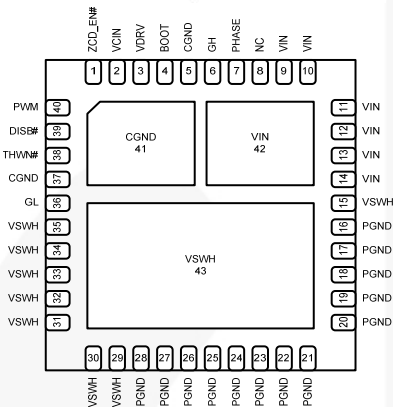 ZCD_EN#
VCIN
VDRV
BOOT
CGND
GH
PHASE
NC
VIN
VIN
1
2
3
4
5
6
7
8
9
10
PWM 40
DISB# 39
THWN# 38
CGND 37
GL 36
VSWH 35
VSWH 34
VSWH 33
VSWH 32
VSWH 31
CGND
41
VIN
42
VSWH
43
11 VIN
12 VIN
13 VIN
14 VIN
15 VSWH
16 PGND
17 PGND
18 PGND
19 PGND
20 PGND
30
29
28
27
26
25
24
23
22
21
VSWH
VSWH
PGND
PGND
PGND
PGND
PGND
PGND
PGND
PGND